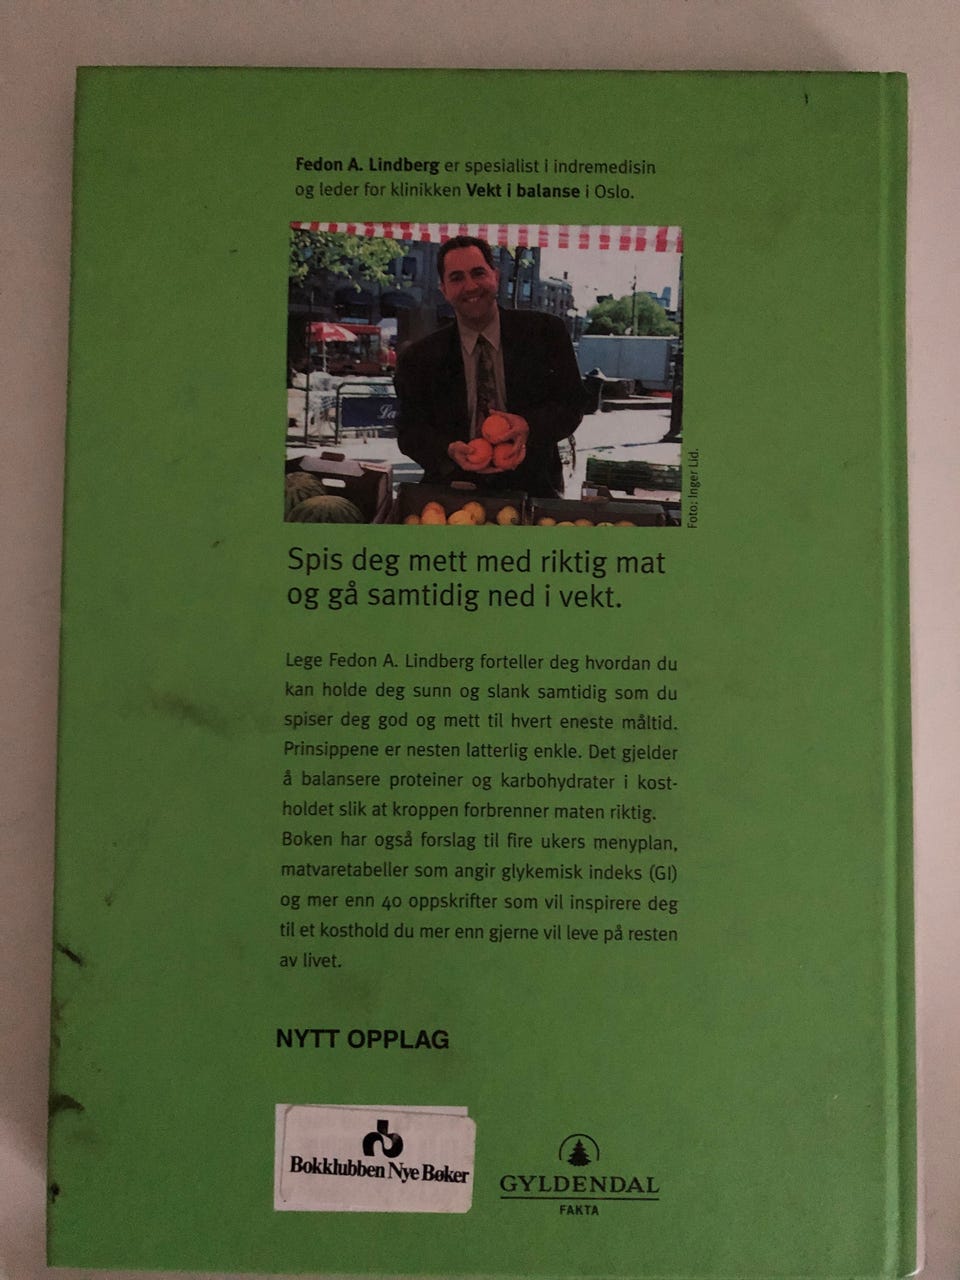 Fedon A. Lindberg er spesialist i indremedisin
og leder for klinikken Vekt i balanse i Oslo.
La
Foto: Inger Lid.
Spis deg mett med riktig mat
og gå samtidig ned i vekt.
Lege Fedon A. Lindberg forteller deg hvordan du
kan holde deg sunn og slank samtidig som du
spiser deg god og mett til hvert eneste måltid.
Prinsippene er nesten latterlig enkle. Det gjelder
å balansere proteiner og karbohydrater i kost-
holdet slik at kroppen forbrenner maten riktig.
Boken har også forslag til fire ukers menyplan,
matvaretabeller som angir glykemisk indeks (GI)
og mer enn 40 oppskrifter som vil inspirere deg
til et kosthold du mer enn gjerne vil leve på resten
av livet.
NYTT OPPLAG
Bokklubben Nye Bøker
GYLDENDAL
FAKTA